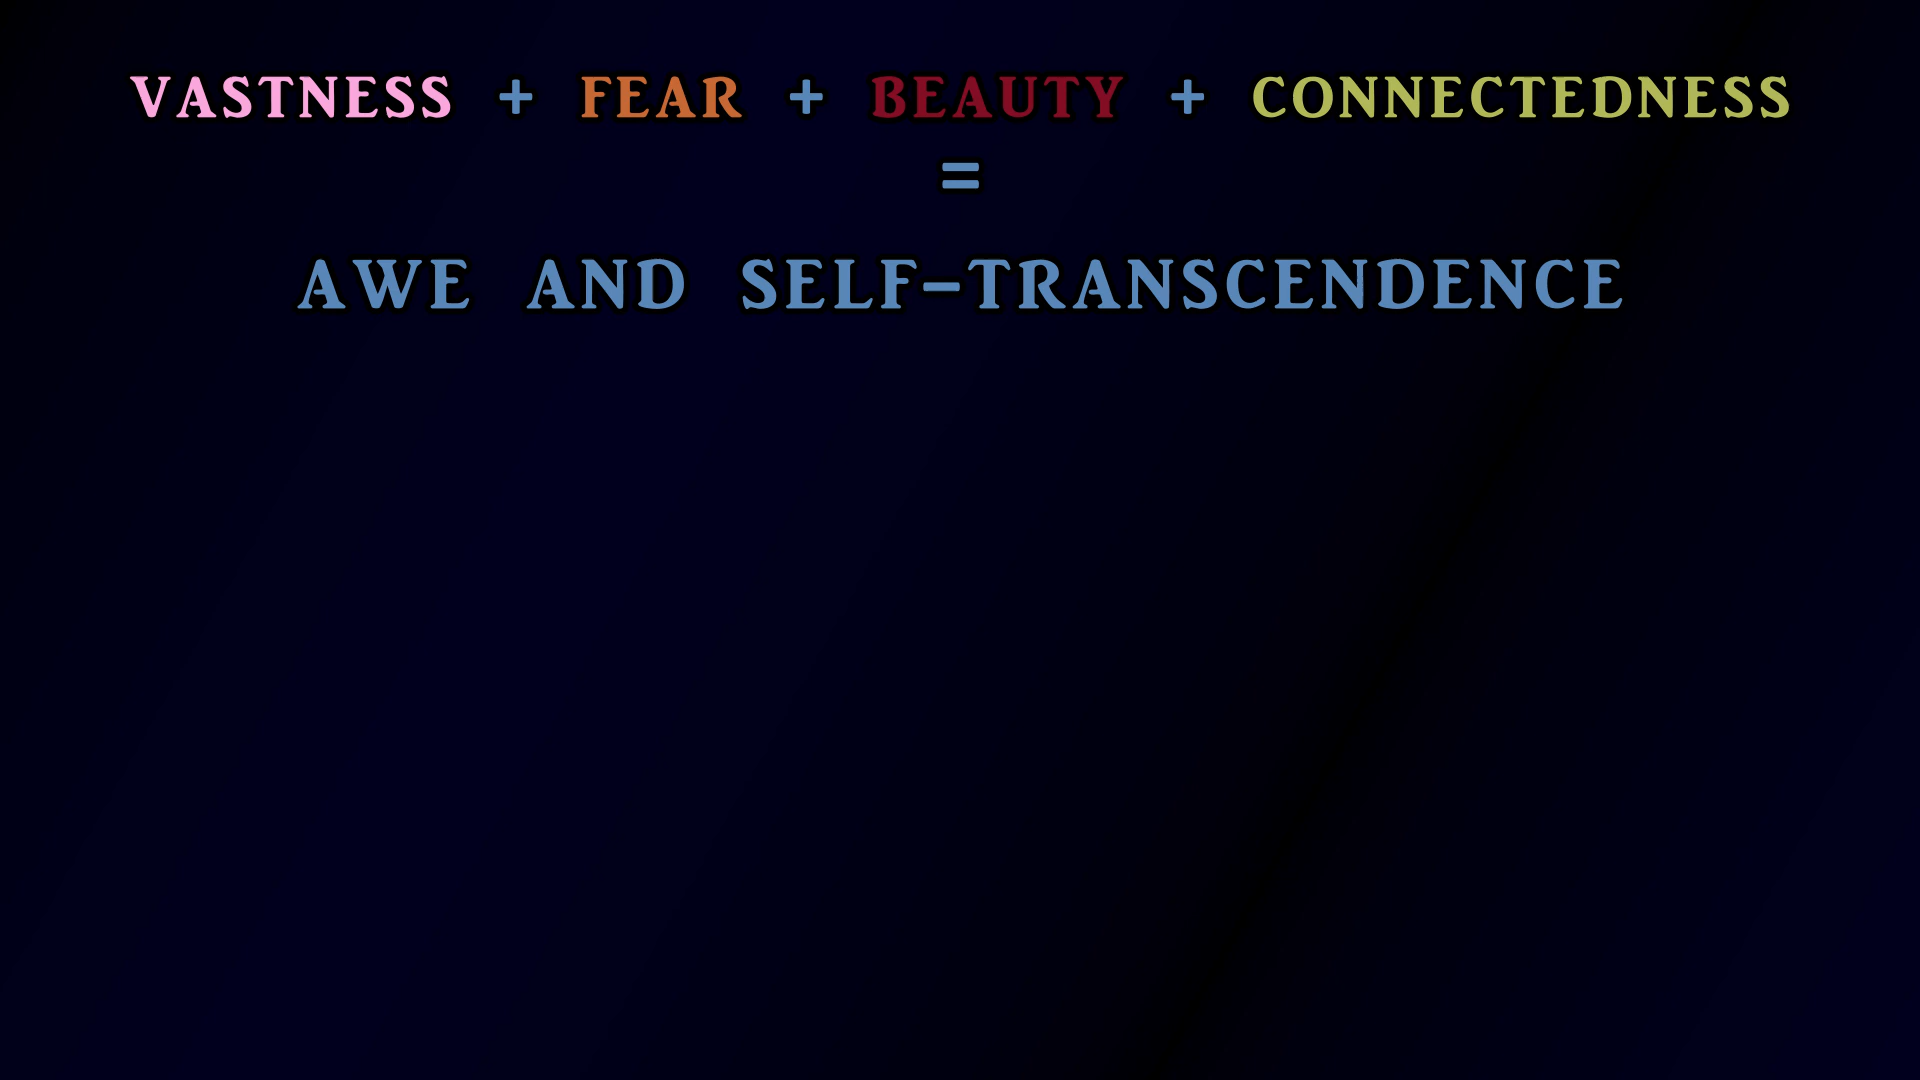 VASTNESS + FEAR + BEAUTY + CONNECTEDNESS
=
AWE AND SELF-TRANSCENDENCE